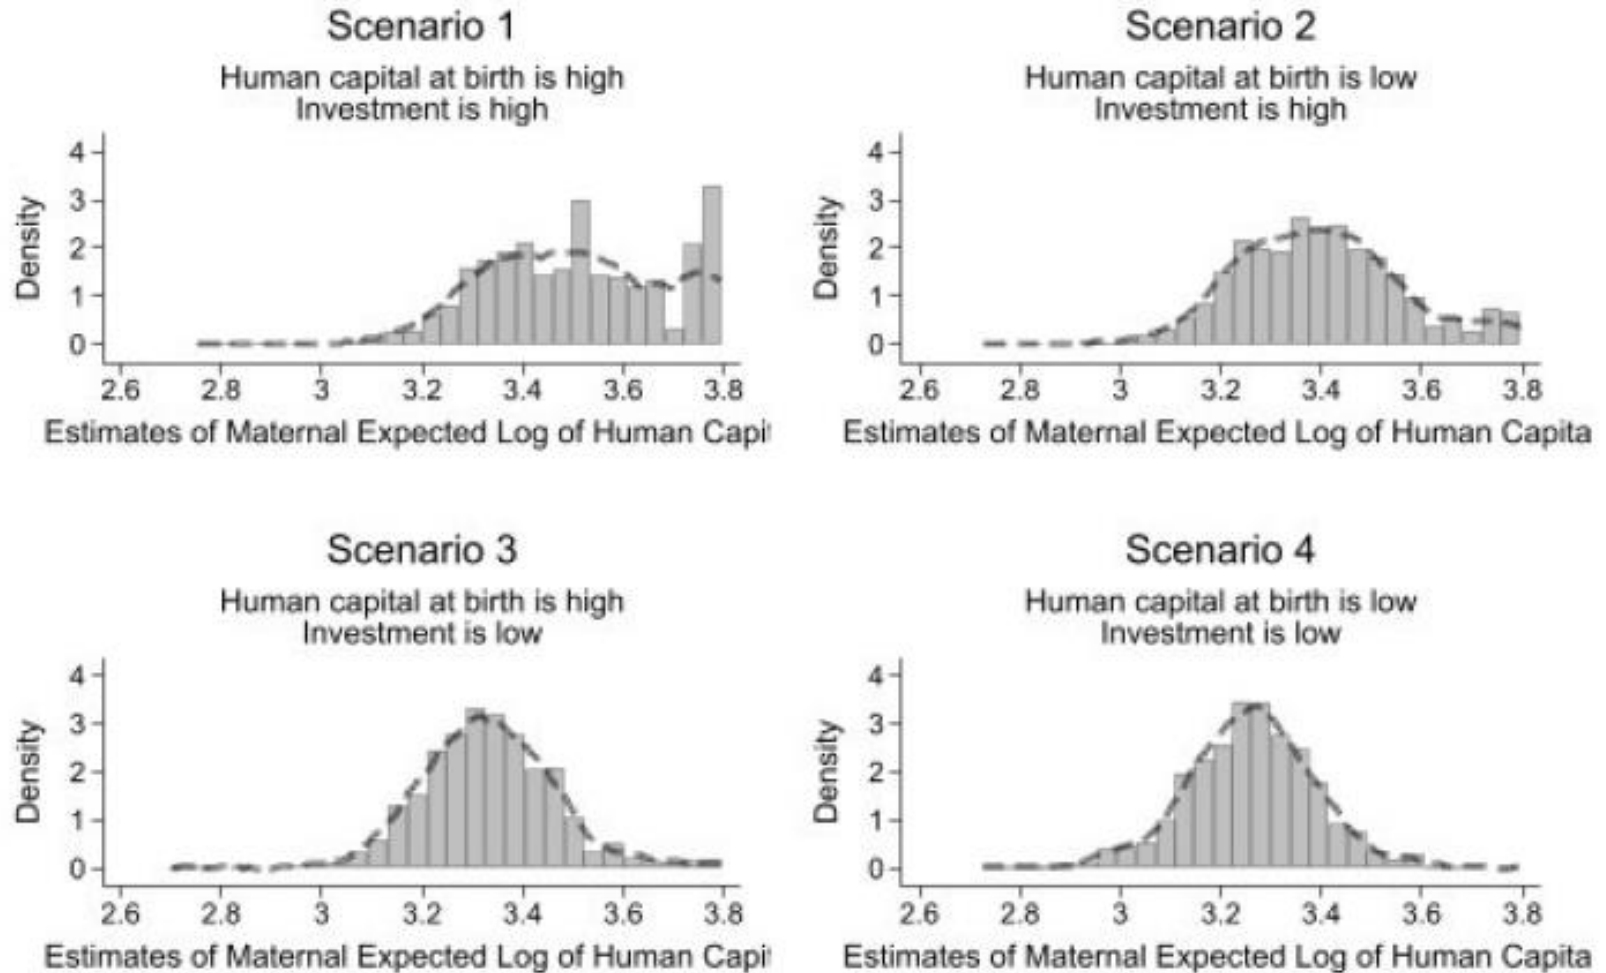 Scenario 1
Human capital at birth is high
Investment is high
4
3
2
1
0
Density
2.6 2.8 3 3.2 3.4 3.6 3.8
Estimates of Maternal Expected Log of Human Capit
Scenario 2
Human capital at birth is low
Investment is high
4
3
2
1
0
Density
2.6 2.8 3 3.2 3.4 3.6 3.8
Estimates of Maternal Expected Log of Human Capita
Scenario 3
Human capital at birth is high
Investment is low
4
3
2
1
0
Density
2.6 2.8 3 3.2 3.4 3.6 3.8
Estimates of Maternal Expected Log of Human Capit
Scenario 4
Human capital at birth is low
Investment is low
4
3
2
1
0
Density
2.6 2.8 3 3.2 3.4 3.6 3.8
Estimates of Maternal Expected Log of Human Capita